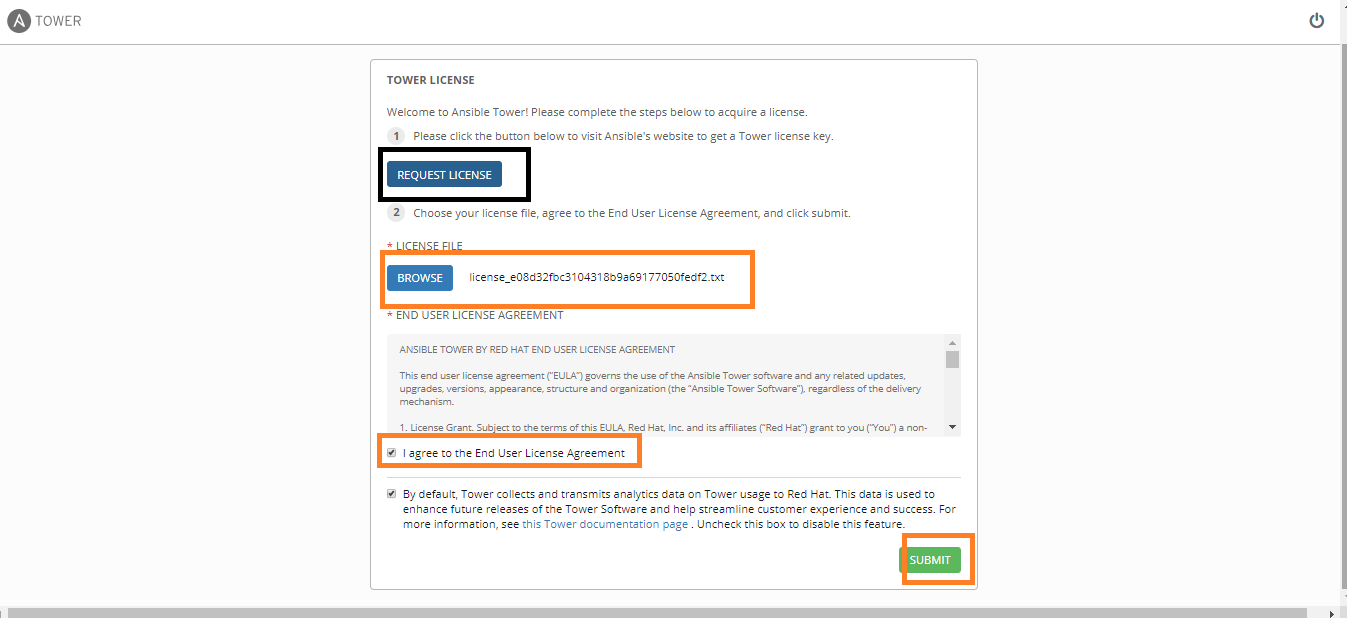 A TOWER
TOWER LICENSE
Welcome to Ansible Tower! Please complete the steps below to acquire a license.
1 Please click the button below to visit Ansible's website to get a Tower license key.
REQUEST LICENSE
2 Choose your license file, agree to the End User License Agreement, and click submit.
* LICENSE FILE
BROWSE license_e08d32fbc3104318b9a69177050fedf2.txt
* END USER LICENSE AGREEMENT
ANSIBLE TOWER BY RED HAT END USER LICENSE AGREEMENT
This end user license agreement (“EULA”) governs the use of the Ansible Tower software and any related updates,
upgrades, versions, appearance, structure and organization (the “Ansible Tower Software”), regardless of the delivery
mechanism.
1. License Grant. Subject to the terms of this EULA, Red Hat, Inc. and its affiliates (“Red Hat”) grant to you (“You”) a non-
I agree to the End User License Agreement
By default, Tower collects and transmits analytics data on Tower usage to Red Hat. This data is used to
enhance future releases of the Tower Software and help streamline customer experience and success. For
more information, see this Tower documentation page . Uncheck this box to disable this feature.
SUBMIT